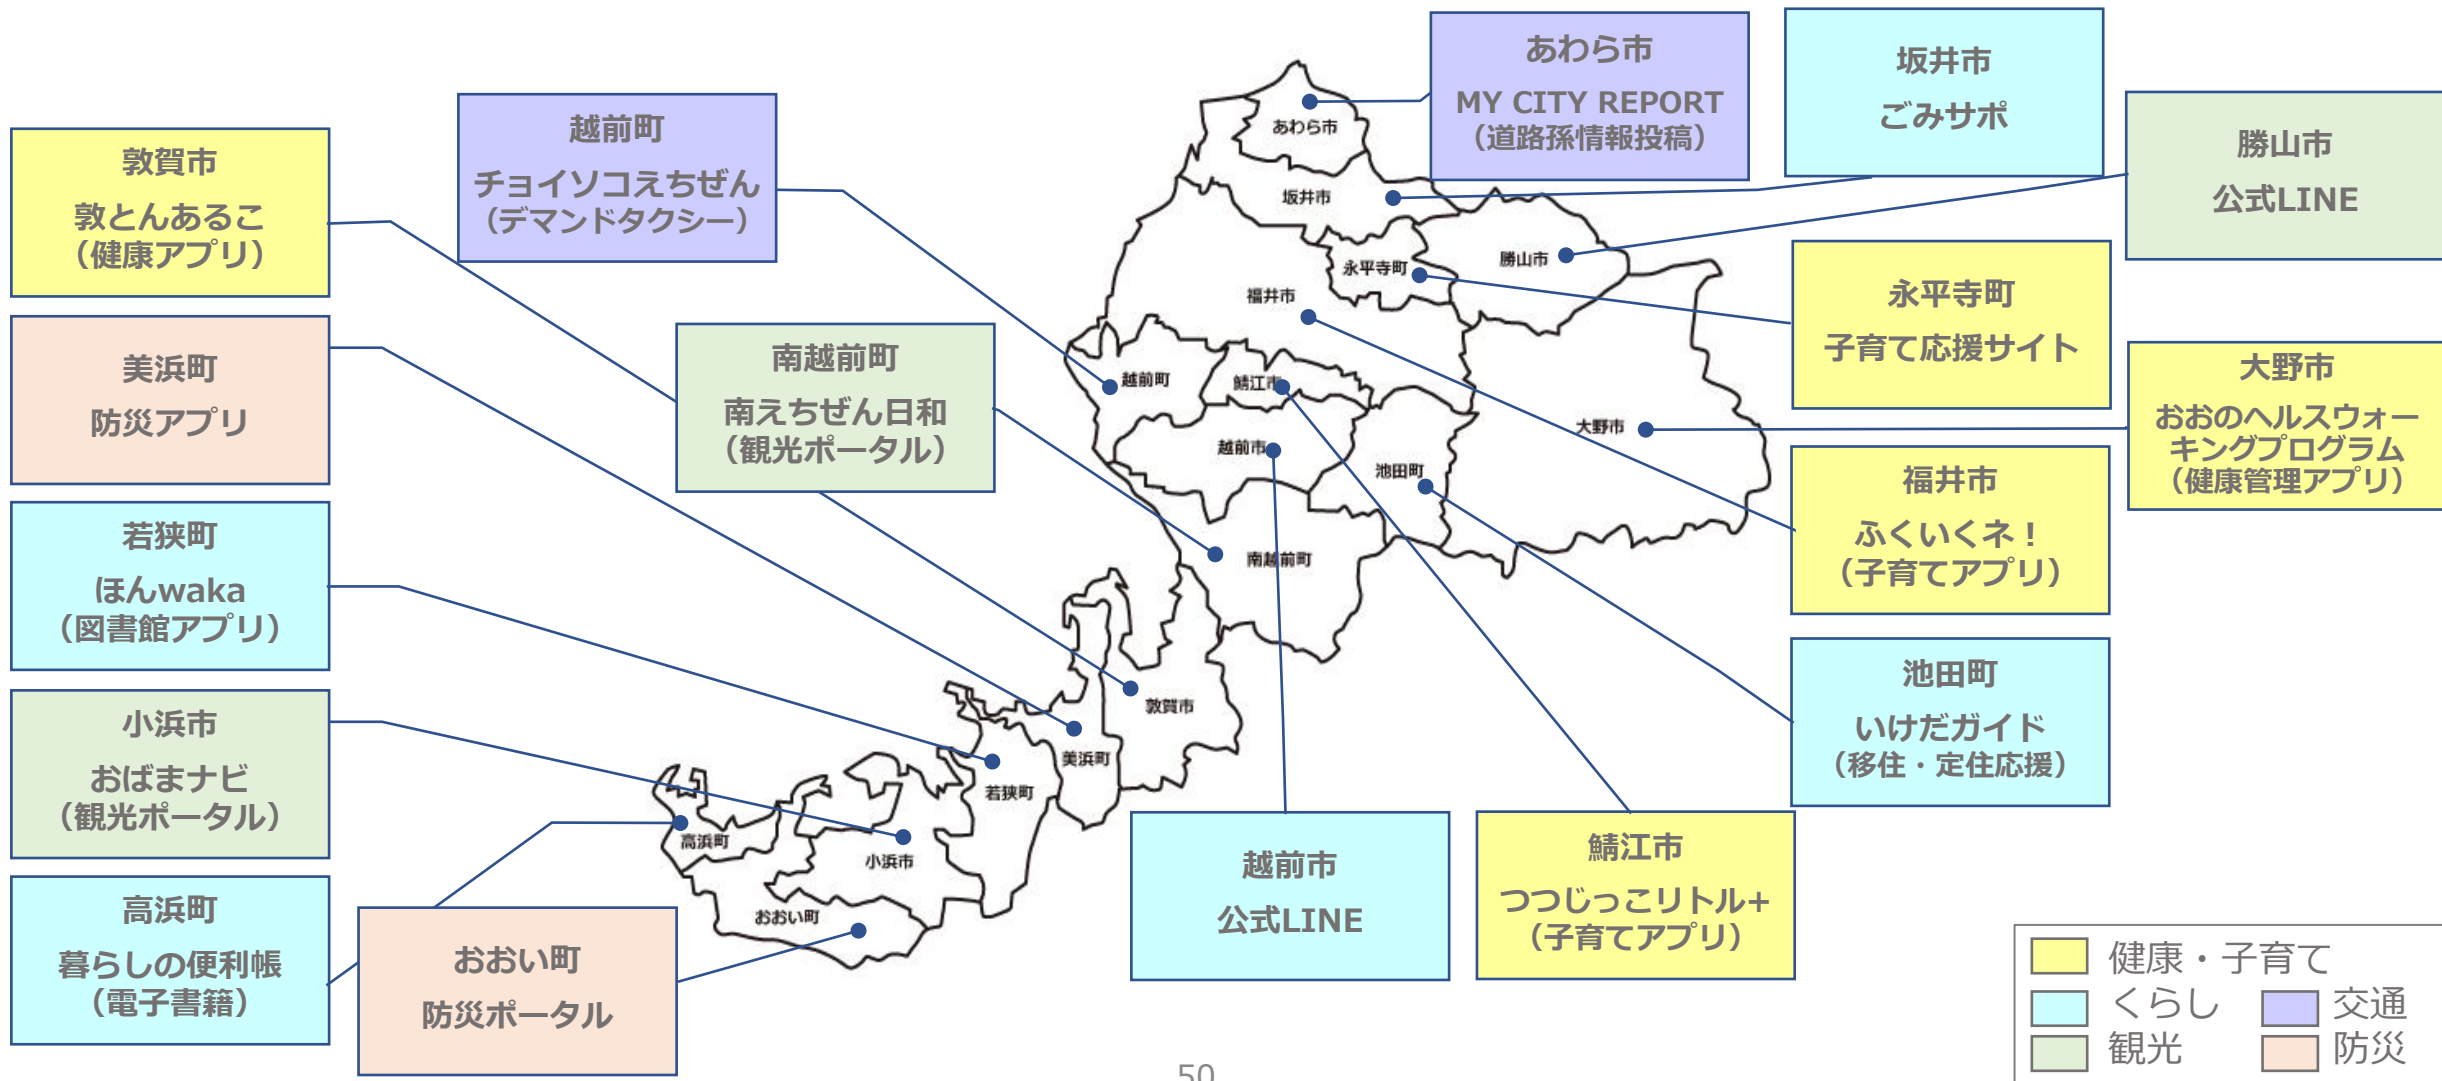 あわら市
MY CITY REPORT
（道路孫情報投稿）
坂井市
ごみサポ
勝山市
公式LINE
越前町
チョイソコえちぜん
（デマンドタクシー）
敦賀市
敦とんあるこ
（健康アプリ）
永平寺町
子育て応援サイト
美浜町
防災アプリ
南越前町
南えちぜん日和
（観光ポータル）
大野市
おおのヘルスウォー
キングプログラム
（健康管理アプリ）
福井市
ふくいくネ！
（子育てアプリ）
若狭町
ほんwaka
（図書館アプリ）
池田町
いけだガイド
（移住・定住応援）
小浜市
おばまナビ
（観光ポータル）
越前市
公式LINE
鯖江市
つつじっこリトル+
（子育てアプリ）
高浜町
暮らしの便利帳
（電子書籍）
おおい町
防災ポータル
あわら市
坂井市
永平寺町
勝山市
福井市
越前町
鯖江市
大野市
越前市
池田町
南越前町
敦賀市
美浜町
若狭町
高浜町
小浜市
おおい町
健康・子育て
くらし
交通
観光
防災
50